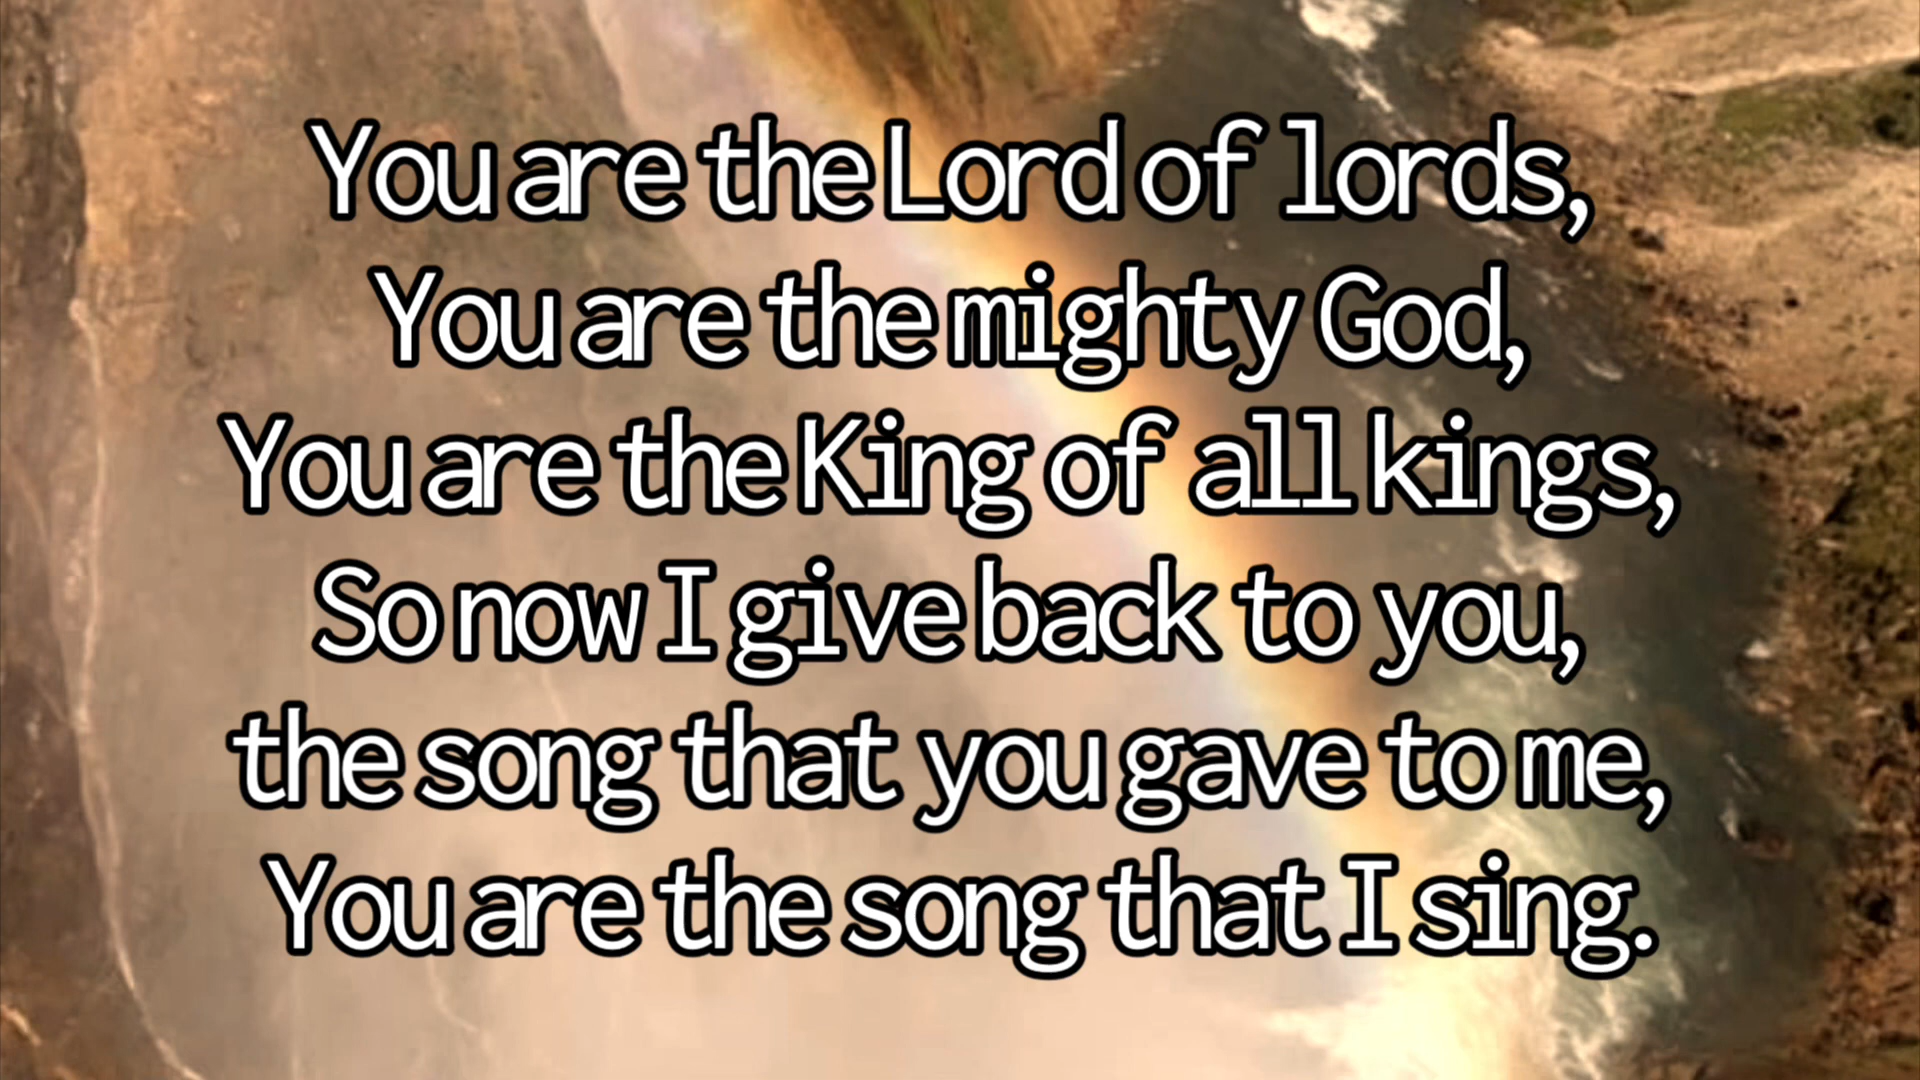 You are the Lord of lords,
You are the mighty God,
You are the King of all kings,
So now I give back to you,
the song that you gave to me,
You are the song that I sing.